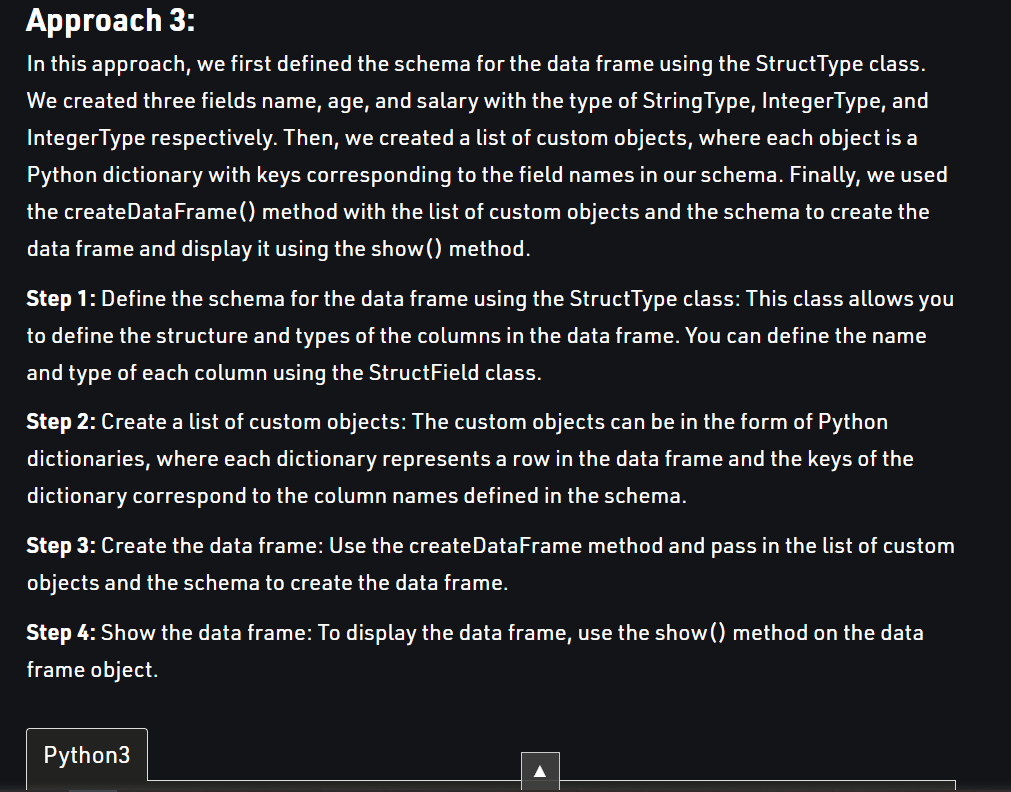 Approach 3:
In this approach, we first defined the schema for the data frame using the StructType class.
We created three fields name, age, and salary with the type of StringType, IntegerType, and
IntegerType respectively. Then, we created a list of custom objects, where each object is a
Python dictionary with keys corresponding to the field names in our schema. Finally, we used
the createDataFrame() method with the list of custom objects and the schema to create the
data frame and display it using the show() method.
Step 1: Define the schema for the data frame using the StructType class: This class allows you
to define the structure and types of the columns in the data frame. You can define the name
and type of each column using the StructField class.
Step 2: Create a list of custom objects: The custom objects can be in the form of Python
dictionaries, where each dictionary represents a row in the data frame and the keys of the
dictionary correspond to the column names defined in the schema.
Step 3: Create the data frame: Use the createDataFrame method and pass in the list of custom
objects and the schema to create the data frame.
Step 4: Show the data frame: To display the data frame, use the show() method on the data
frame object.
Python3